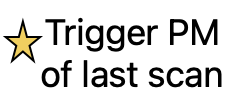 Trigger PM
of last scan